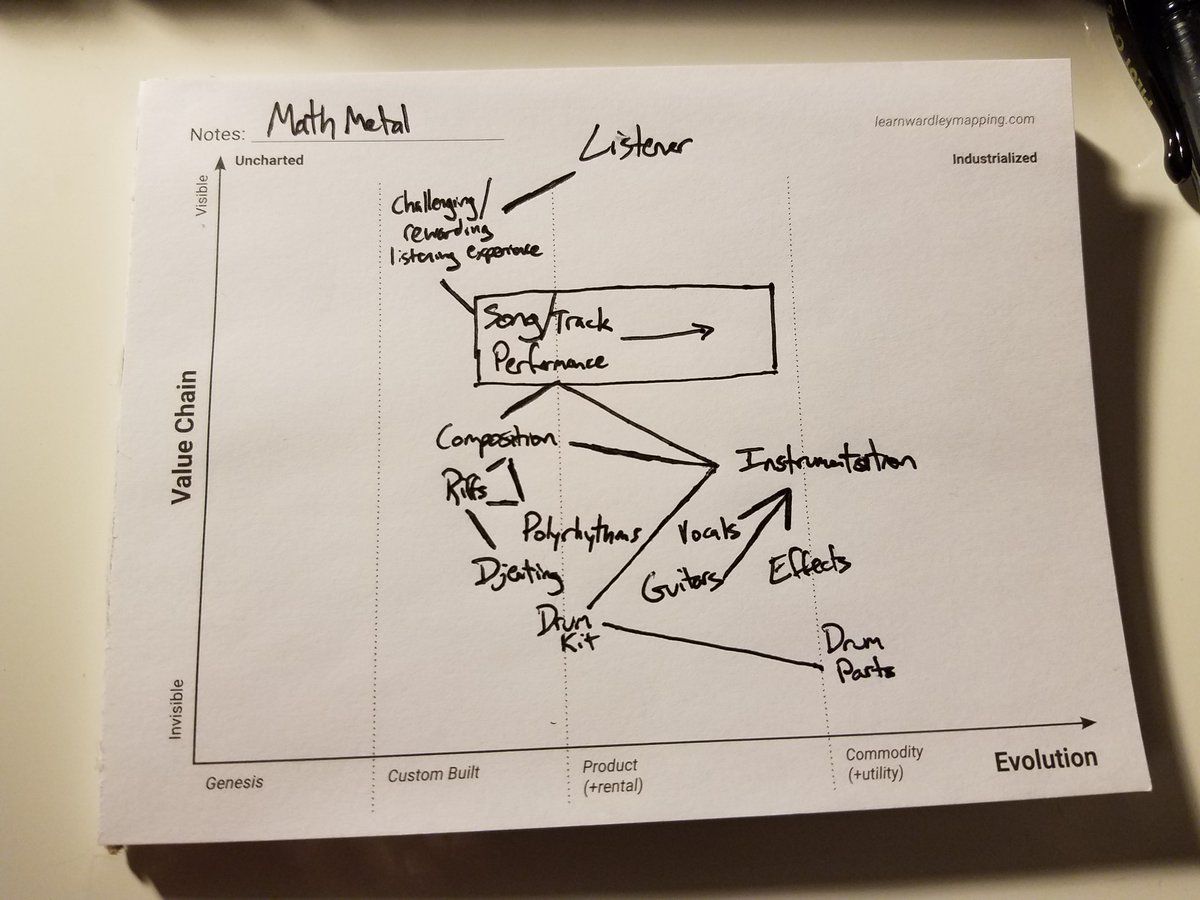 Notes: Math Metal
learnwardleymapping.com
Uncharted
Industrialized
Visible
Value Chain
Invisible
Listener
Challenging/
rewarding
listening experience
Song/Track
Performance
Composition
Instrumentation
Riffs
Polyrhythms
Vocals
Djenting
Guitars
Effects
Drum
Kit
Drum
Parts
Genesis
Custom Built
Product
(+rental)
Commodity
(+utility)
Evolution